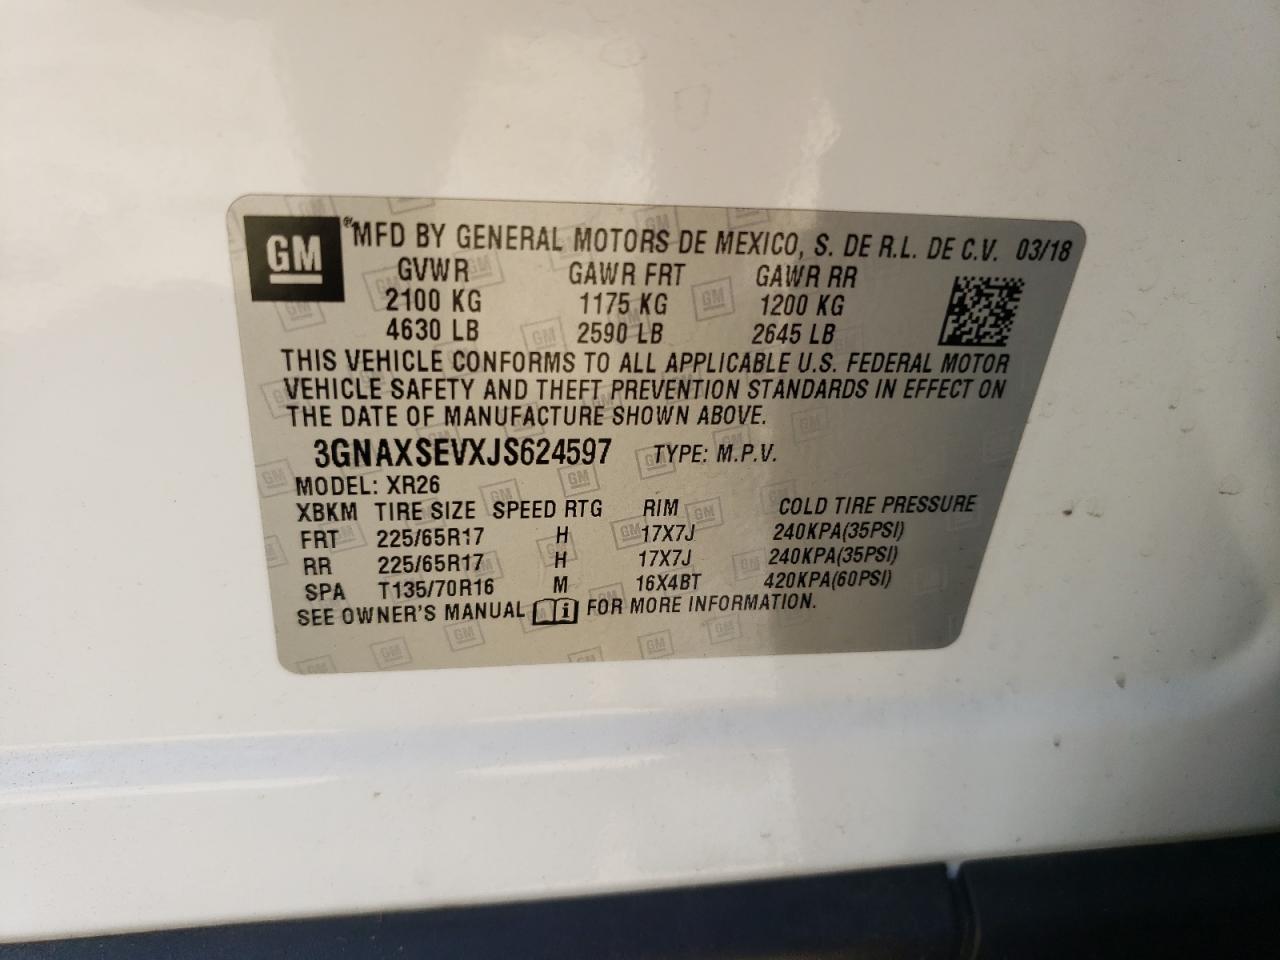 GM MFD BY GENERAL MOTORS DE MEXICO, S. DE R.L. DE C.V. 03/18
GVWR GAWR FRT GAWR RR
2100 KG 1175 KG 1200 KG
4630 LB 2590 LB 2645 LB
THIS VEHICLE CONFORMS TO ALL APPLICABLE U.S. FEDERAL MOTOR
VEHICLE SAFETY AND THEFT PREVENTION STANDARDS IN EFFECT ON
THE DATE OF MANUFACTURE SHOWN ABOVE.
3GNAXSEVXJS624597 TYPE: M.P.V.
MODEL: XR26
XBKM TIRE SIZE SPEED RTG RIM COLD TIRE PRESSURE
FRT 225/65R17 H 17X7J 240KPA(35PSI)
RR 225/65R17 H 17X7J 240KPA(35PSI)
SPA T135/70R16 M 16X4BT 420KPA(60PSI)
SEE OWNER'S MANUAL i FOR MORE INFORMATION.